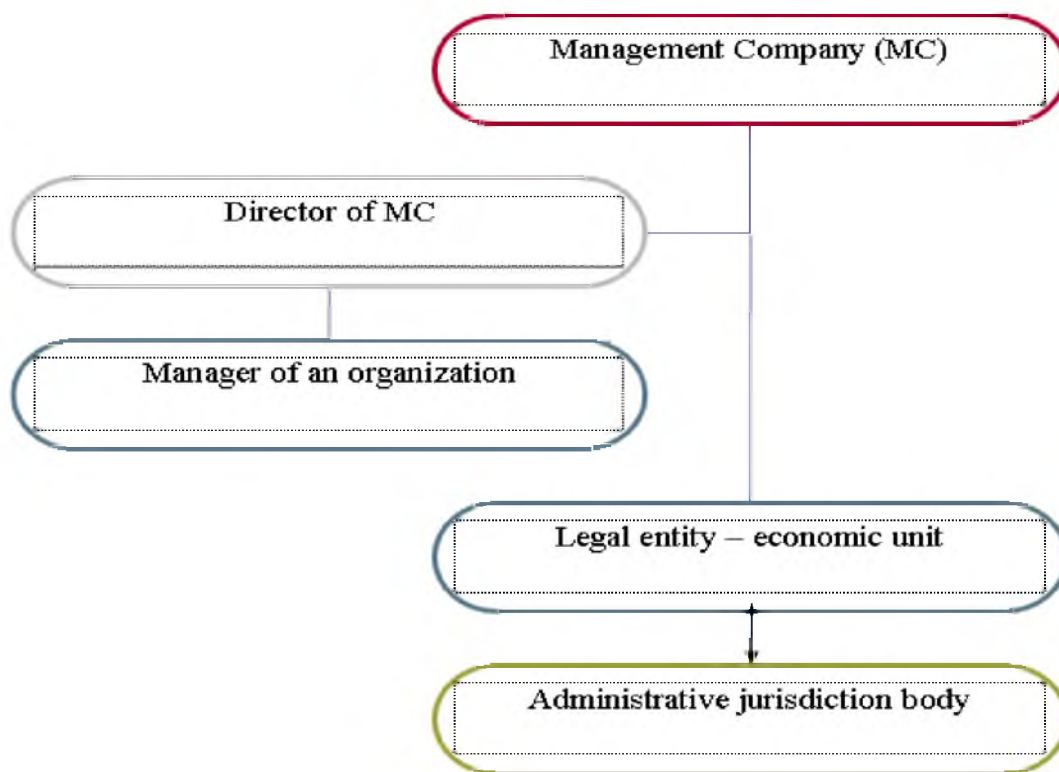 Management Company (MC)
Director of MC
Manager of an organization
Legal entity – economic unit
Administrative jurisdiction body